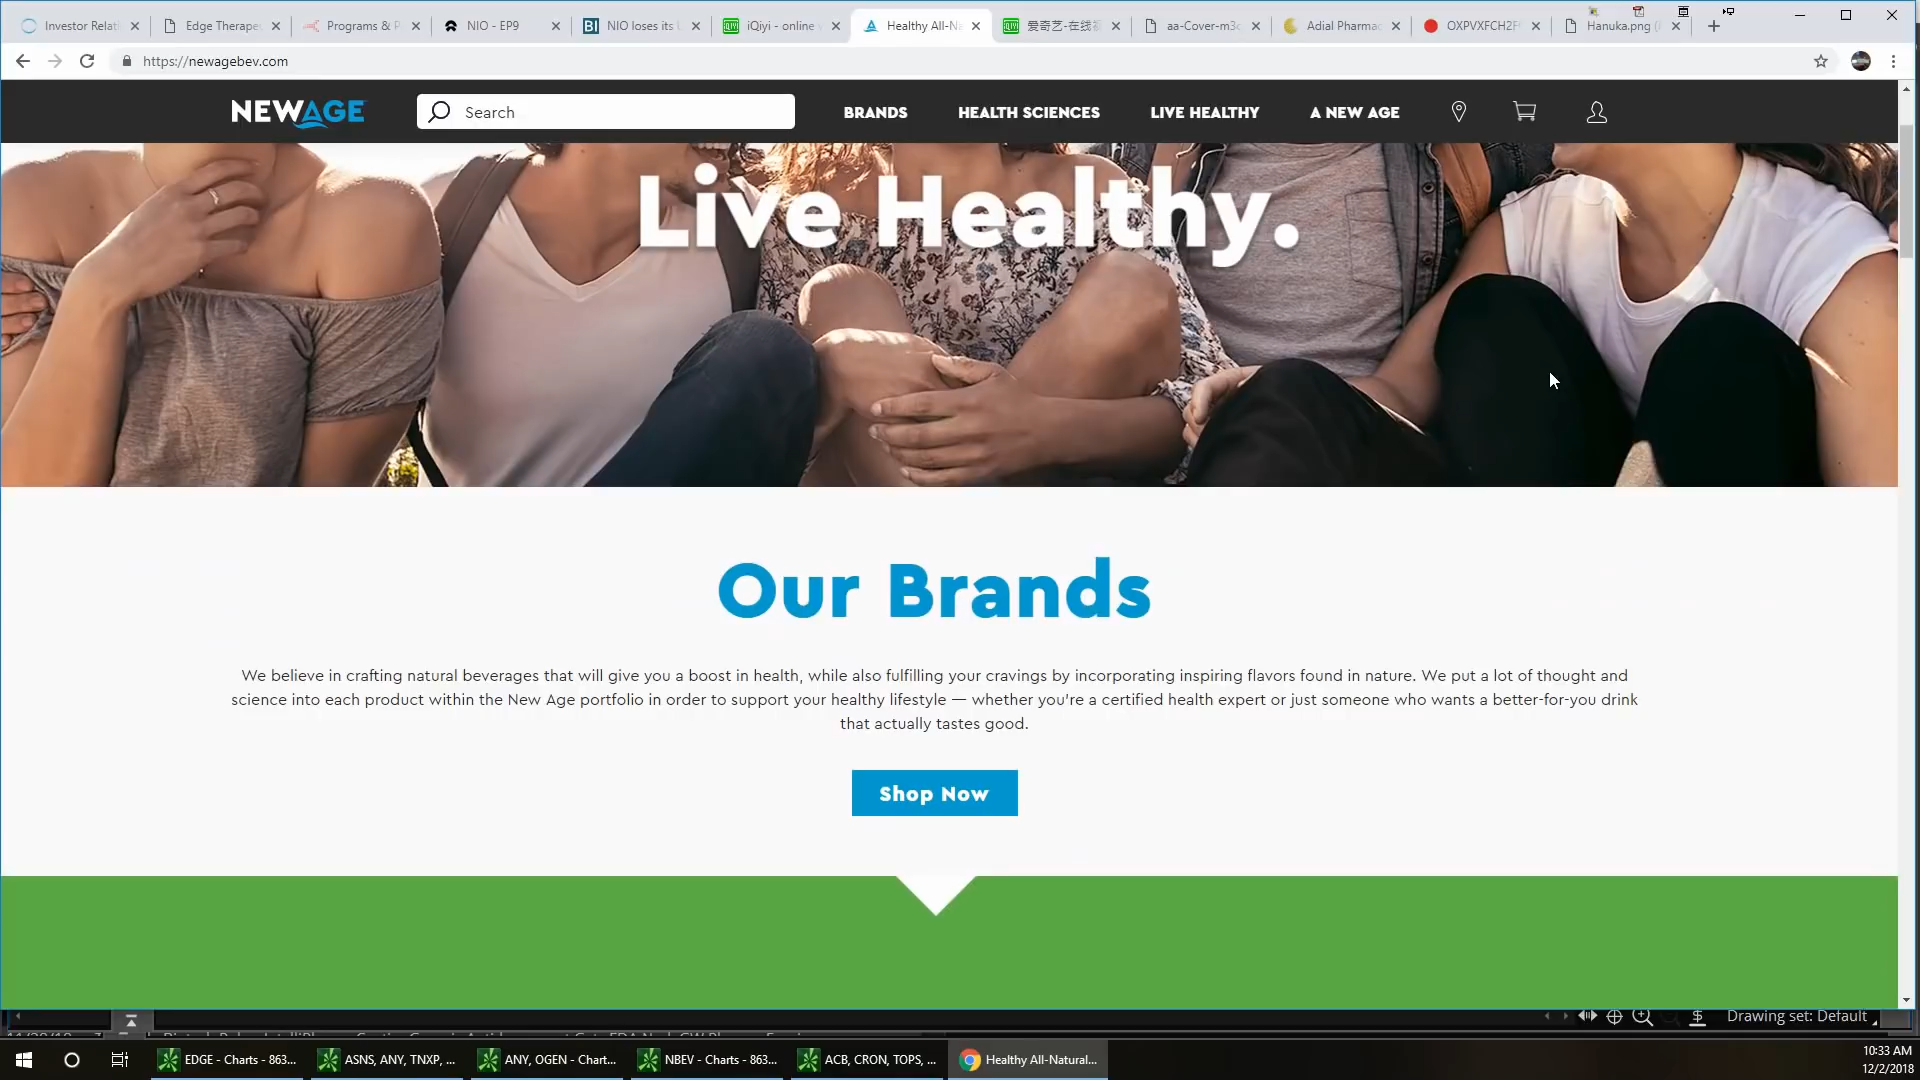 Investor Relati
Edge Therape
Programs & P
NIO - EP9
NIO loses its
iQiyi - online
Healthy All-Na
爱奇艺-在线视
aa-Cover-m3c
Adial Pharmac
OXPVXFCH2F
Hanuka.png
https://newagebev.com
NEWAGE
Search
BRANDS
HEALTH SCIENCES
LIVE HEALTHY
A NEW AGE
Live Healthy.
Our Brands
We believe in crafting natural beverages that will give you a boost in health, while also fulfilling your cravings by incorporating inspiring flavors found in nature. We put a lot of thought and
science into each product within the New Age portfolio in order to support your healthy lifestyle — whether you're a certified health expert or just someone who wants a better-for-you drink
that actually tastes good.
Shop Now
Drawing set: Default
EDGE - Charts - 863...
ASNS, ANY, TNXP, ...
ANY, OGEN - Chart...
NBEV - Charts - 863...
ACB, CRON, TOPS, ...
Healthy All-Natural...
10:33 AM
12/2/2018